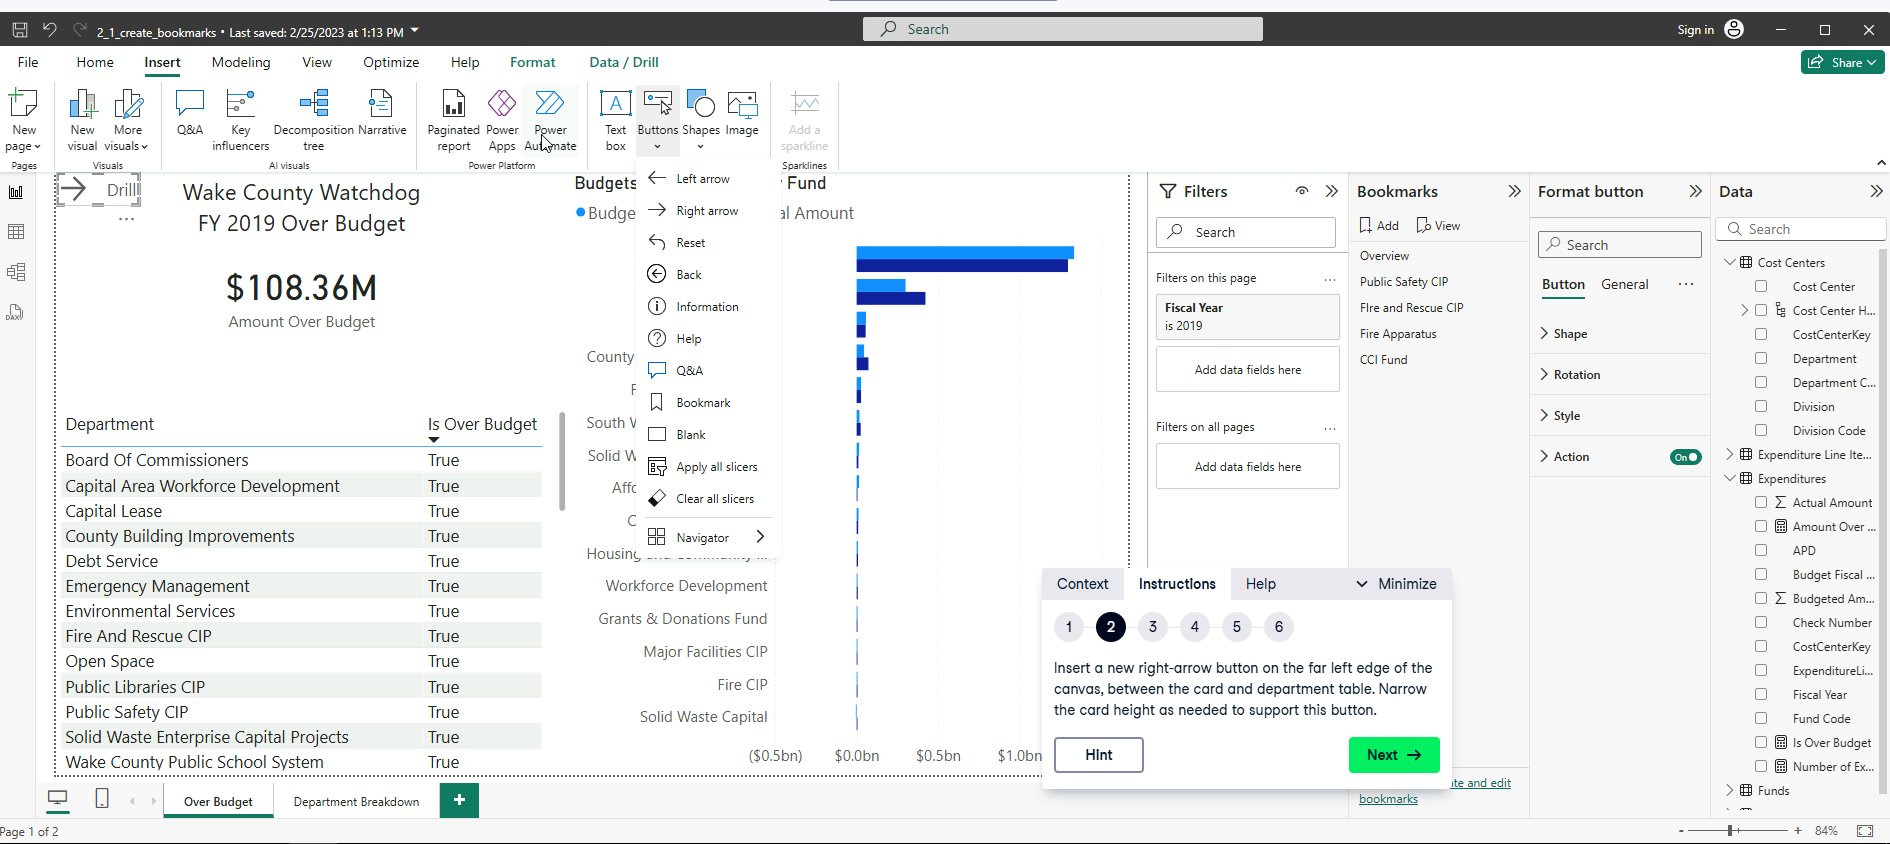 2_1_create_bookmarks • Last saved: 2/25/2023 at 1:13 PM
Search
Sign in
File Home Insert Modeling View Optimize Help Format Data / Drill
Share
New page
Pages
New visual
More visuals
Visuals
Q&A
Key influencers
Decomposition tree
Narrative
AI visuals
Paginated report
Power Apps
Power Automate
Power Platform
Text box
Buttons
Shapes
Image
Add a sparkline
Sparklines
Drill
Wake County Watchdog
FY 2019 Over Budget
$108.36M
Amount Over Budget
Department Is Over Budget
Board Of Commissioners True
Capital Area Workforce Development True
Capital Lease True
County Building Improvements True
Debt Service True
Emergency Management True
Environmental Services True
Fire And Rescue CIP True
Open Space True
Public Libraries CIP True
Public Safety CIP True
Solid Waste Enterprise Capital Projects True
Wake County Public School System True
Budgets
Fund
Budge
l Amount
County
F
South W
Solid W
Affo
C
Housing and Community ...
Workforce Development
Grants & Donations Fund
Major Facilities CIP
Fire CIP
Solid Waste Capital
($0.5bn) $0.0bn $0.5bn $1.0bn
Left arrow
Right arrow
Reset
Back
Information
Help
Q&A
Bookmark
Blank
Apply all slicers
Clear all slicers
Navigator
Filters
Search
Filters on this page ...
Fiscal Year
is 2019
Add data fields here
Filters on all pages ...
Add data fields here
Bookmarks
Add View
Overview
Public Safety CIP
FIre and Rescue CIP
Fire Apparatus
CCI Fund
te and edit
bookmarks
Format button
Search
Button General ...
Shape
Rotation
Style
Action On
Data
Search
Cost Centers
Cost Center
Cost Center H...
CostCenterKey
Department
Department C...
Division
Division Code
Expenditure Line Ite...
Expenditures
Actual Amount
Amount Over ...
APD
Budget Fiscal ...
Budgeted Am...
Check Number
CostCenterKey
ExpenditureLi...
Fiscal Year
Fund Code
Is Over Budget
Number of Ex...
Funds
Context Instructions Help Minimize
1 2 3 4 5 6
Insert a new right-arrow button on the far left edge of the
canvas, between the card and department table. Narrow
the card height as needed to support this button.
HInt Next →
Over Budget Department Breakdown +
Page 1 of 2
- + 84%